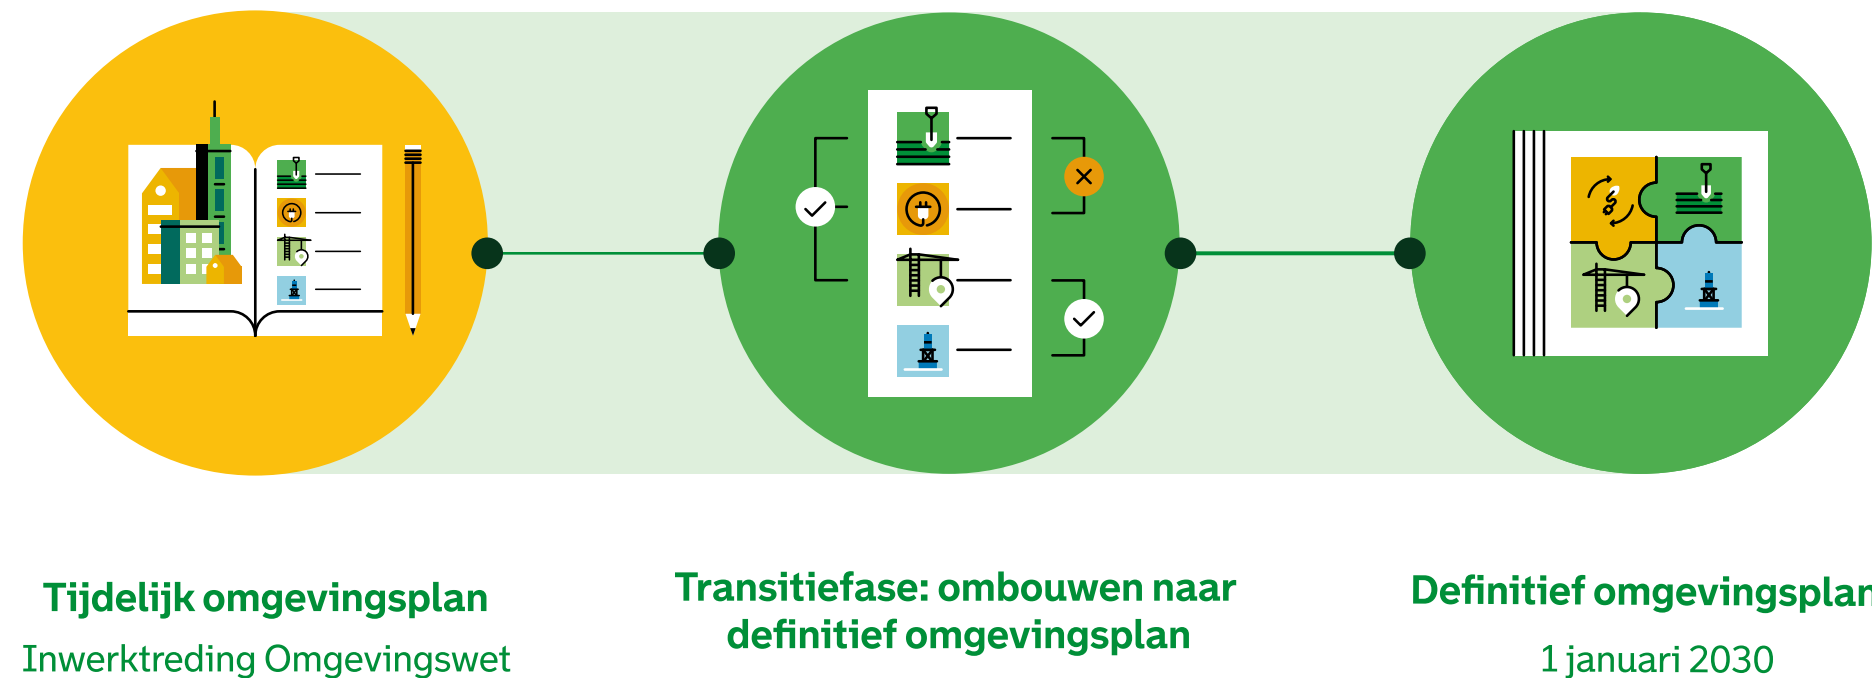 Tijdelijk omgevingsplan
Inwerktreding Omgevingswet
Transitiefase: ombouwen naar
definitief omgevingsplan
Definitief omgevingsplan
1 januari 2030